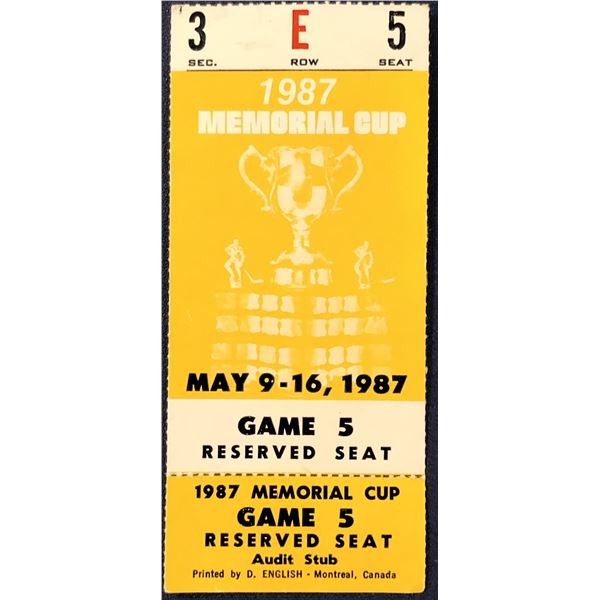 3 E 5
SEC. ROW SEAT
1987
MEMORIAL CUP
MAY 9-16, 1987
GAME 5
RESERVED SEAT
1987 MEMORIAL CUP
GAME 5
RESERVED SEAT
Audit Stub
Printed by D. ENGLISH - Montreal, Canada